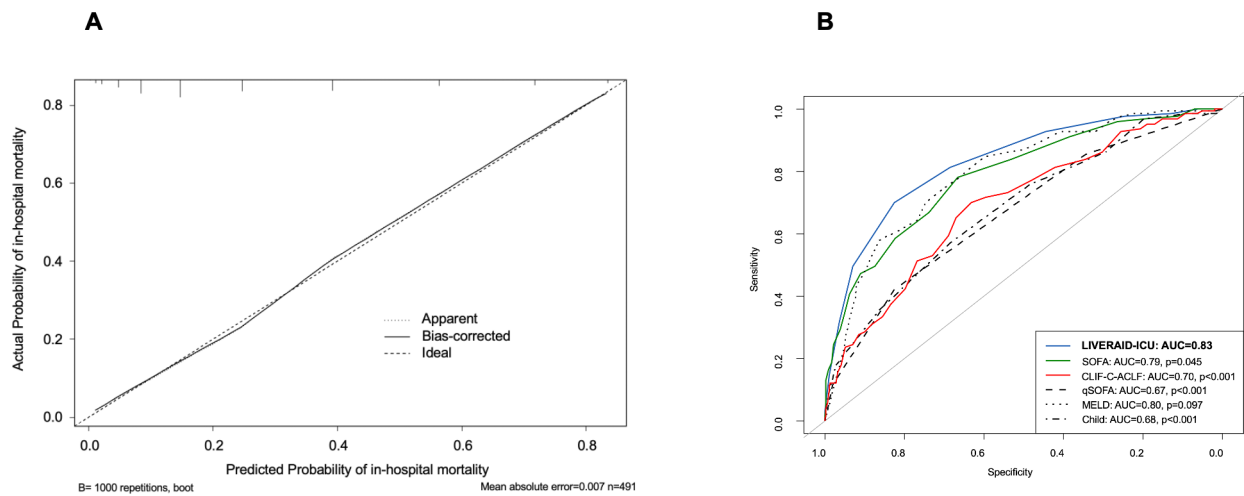 A
Actual Probability of in-hospital mortality
0.8
0.6
0.4
0.2
0.0
Apparent
Bias-corrected
Ideal
0.0 0.2 0.4 0.6 0.8
Predicted Probability of in-hospital mortality
B= 1000 repetitions, boot
Mean absolute error=0.007 n=491
B
Sensitivity
1.0
0.8
0.6
0.4
0.2
0.0
LIVERAID-ICU: AUC=0.83
SOFA: AUC=0.79, p=0.045
CLIF-C-ACLF: AUC=0.70, p<0.001
qSOFA: AUC=0.67, p<0.001
MELD: AUC=0.80, p=0.097
Child: AUC=0.68, p<0.001
1.0 0.8 0.6 0.4 0.2 0.0
Specificity